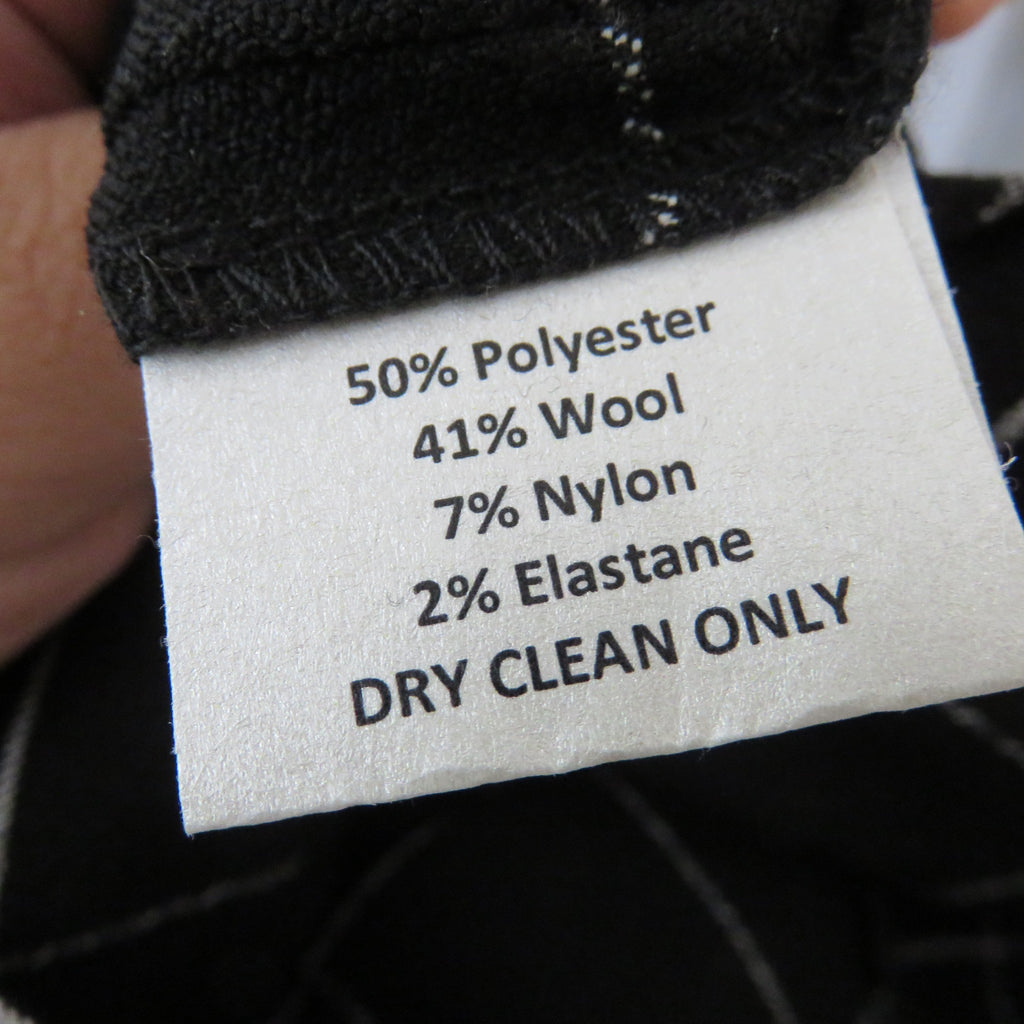 50% Polyester
41% Wool
7% Nylon
2% Elastane
DRY CLEAN ONLY